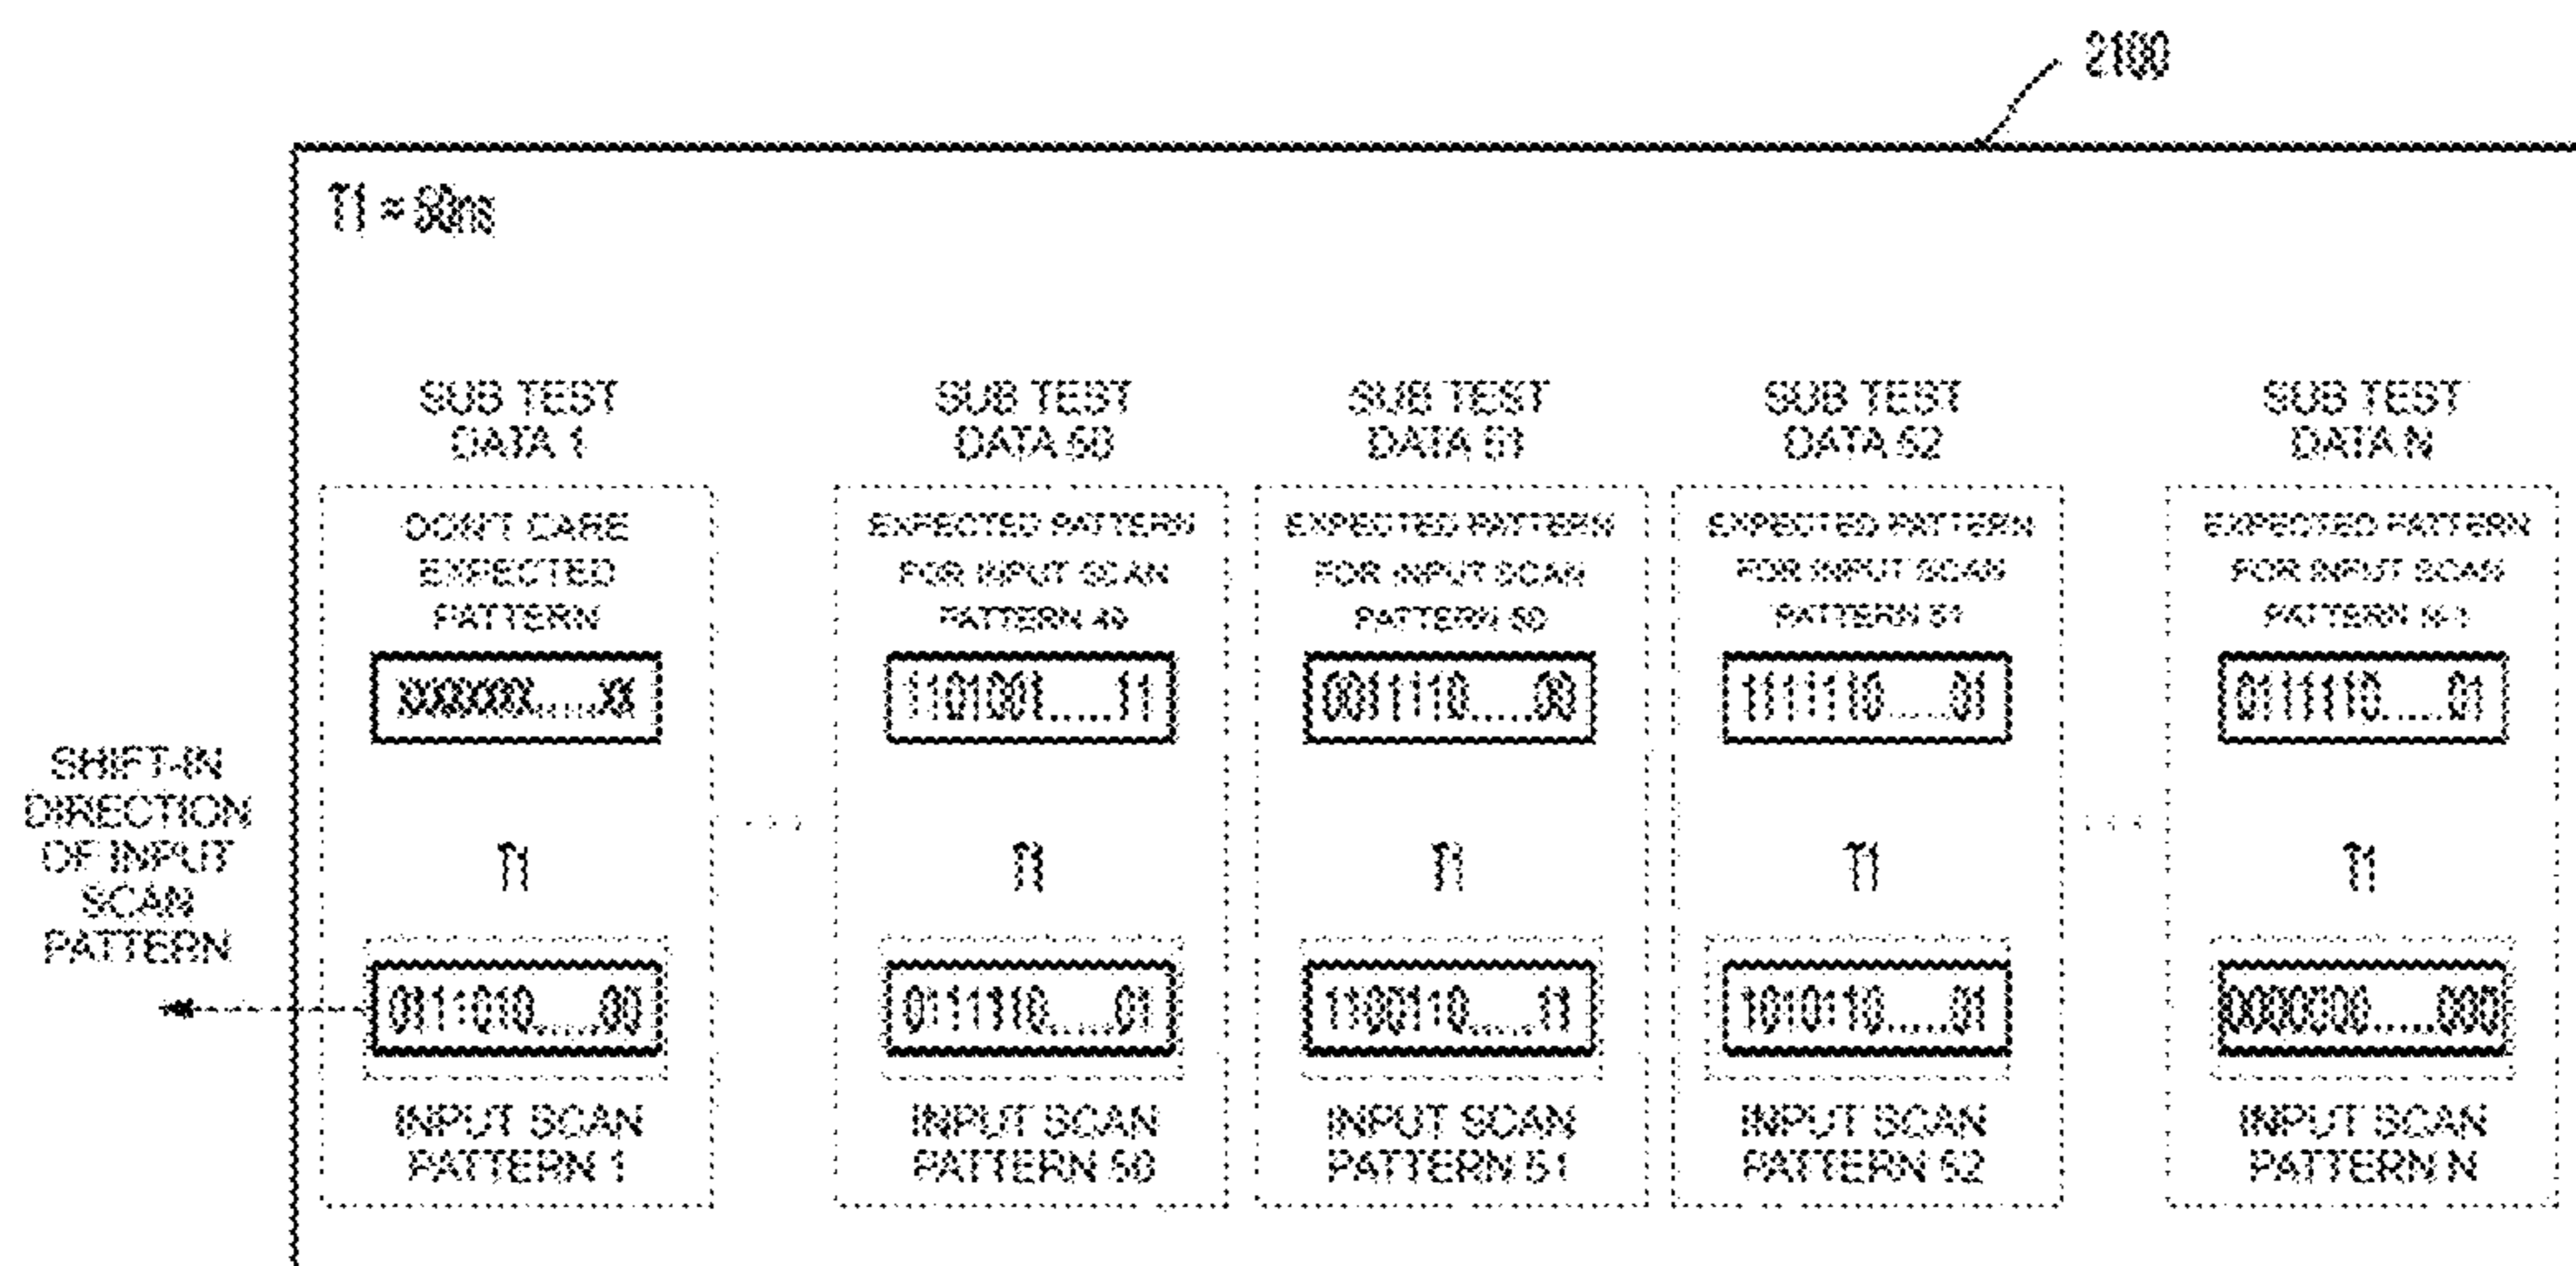 2100
SUB TEST
DATA 1
SUB TEST
DATA 50
SUB TEST
DATA 51
SUB TEST
DATA 52
SUB TEST
DATA N
DON'T CARE
EXPECTED
PATTERN
XXXXXXX.....XX
EXPECTED PATTERN
FOR INPUT SCAN
PATTERN 49
1101001.....11
EXPECTED PATTERN
FOR INPUT SCAN
PATTERN 50
0011110.....00
EXPECTED PATTERN
FOR INPUT SCAN
PATTERN 51
1111110.....01
EXPECTED PATTERN
FOR INPUT SCAN
PATTERN N-1
0111110.....01
SHIFT-IN
DIRECTION
OF INPUT
SCAN
PATTERN
T1
T1
T1
T1
T1
0111010.....00
0111110.....01
1100110.....11
1010110.....01
0000000.....000
INPUT SCAN
PATTERN 1
INPUT SCAN
PATTERN 50
INPUT SCAN
PATTERN 51
INPUT SCAN
PATTERN 52
INPUT SCAN
PATTERN N